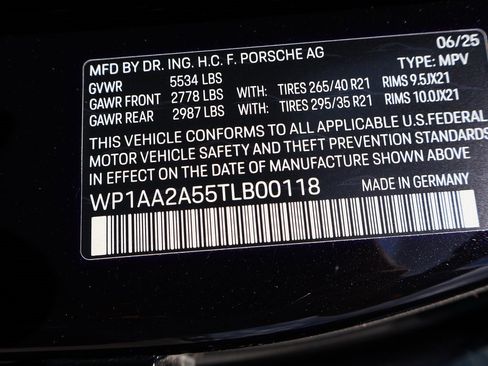 06/25
MFD BY DR. ING. H.C. F. PORSCHE AG TYPE: MPV
GVWR 5534 LBS
GAWR FRONT 2778 LBS WITH: TIRES 265/40 R21 RIMS 9.5JX21
GAWR REAR 2987 LBS WITH: TIRES 295/35 R21 RIMS 10.0JX21
THIS VEHICLE CONFORMS TO ALL APPLICABLE U.S.FEDERAL
MOTOR VEHICLE SAFETY AND THEFT PREVENTION STANDARDS
IN EFFECT ON THE DATE OF MANUFACTURE SHOWN ABOVE.
WP1AA2A55TLB00118 MADE IN GERMANY